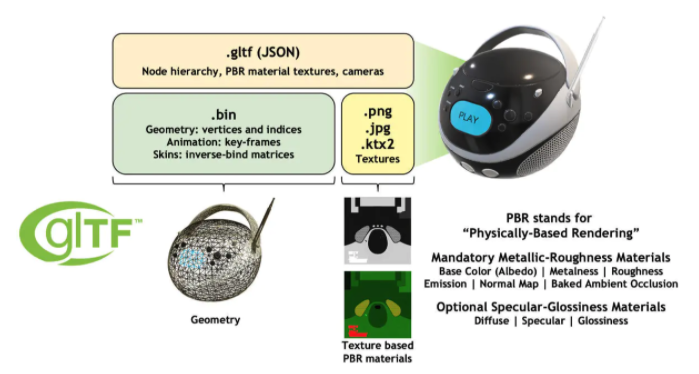 .gltf (JSON)
Node hierarchy, PBR material textures, cameras
.bin
Geometry: vertices and indices
Animation: key-frames
Skins: inverse-bind matrices
.png
.jpg
.ktx2
Textures
PLAY
glTF™
Geometry
Texture based
PBR materials
PBR stands for
“Physically-Based Rendering”
Mandatory Metallic-Roughness Materials
Base Color (Albedo) | Metalness | Roughness
Emission | Normal Map | Baked Ambient Occlusion
Optional Specular-Glossiness Materials
Diffuse | Specular | Glossiness